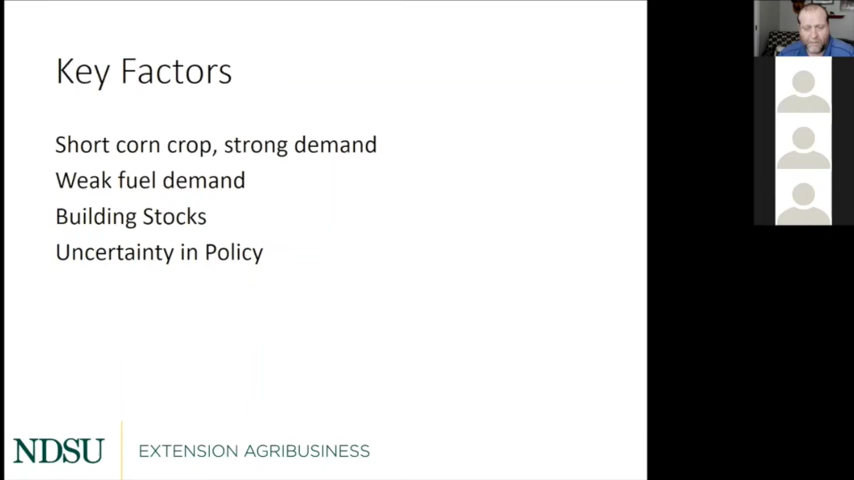 Key Factors
Short corn crop, strong demand
Weak fuel demand
Building Stocks
Uncertainty in Policy
NDSU EXTENSION AGRIBUSINESS